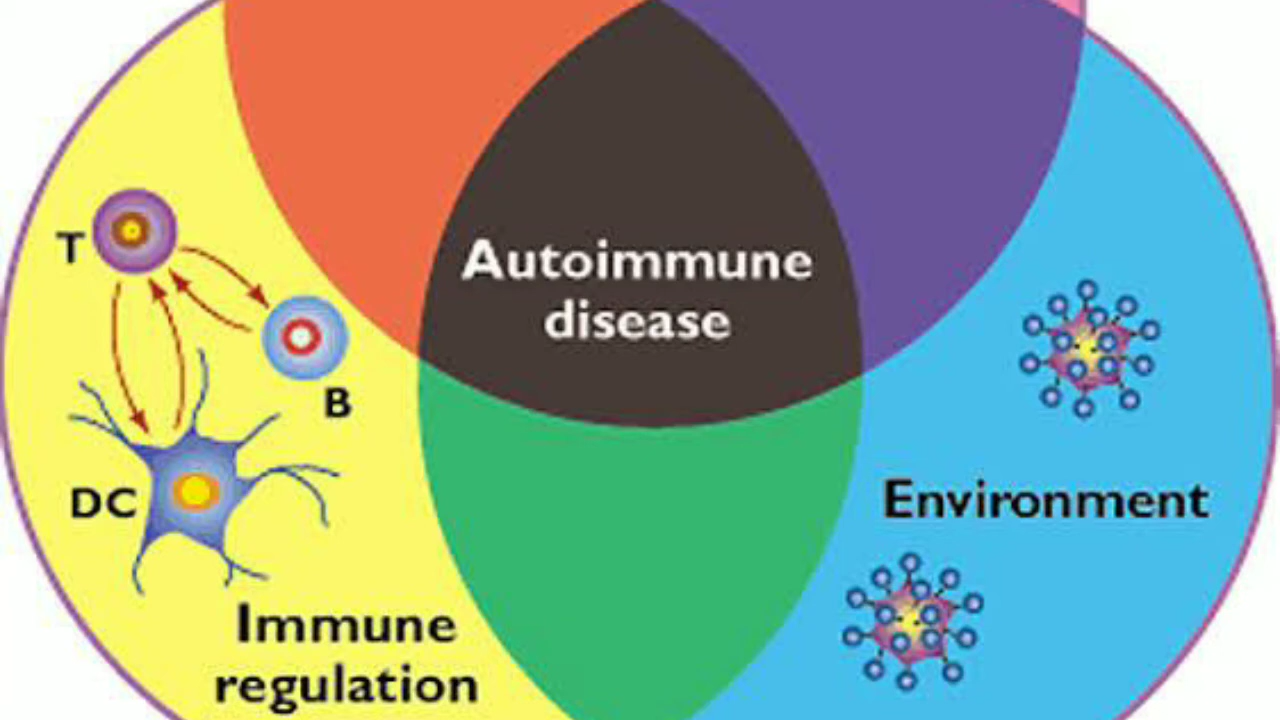 T
B
DC
Autoimmune
disease
Environment
Immune
regulation